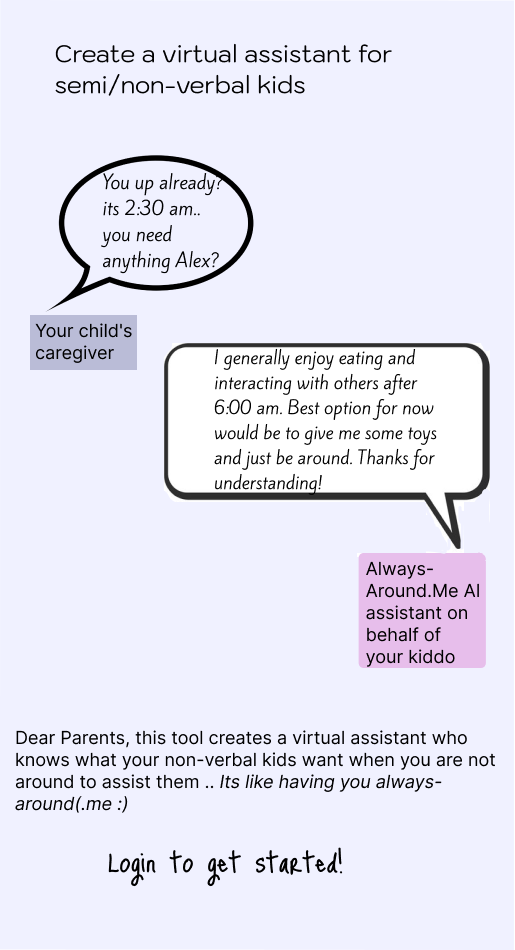 Create a virtual assistant for
semi/non-verbal kids
You up already?
its 2:30 am..
you need
anything Alex?
Your child's
caregiver
I generally enjoy eating and
interacting with others after
6:00 am. Best option for now
would be to give me some toys
and just be around. Thanks for
understanding!
Always-
Around.Me AI
assistant on
behalf of
your kiddo
Dear Parents, this tool creates a virtual assistant who
knows what your non-verbal kids want when you are not
around to assist them .. Its like having you always-
around(.me :)
Login to get started!